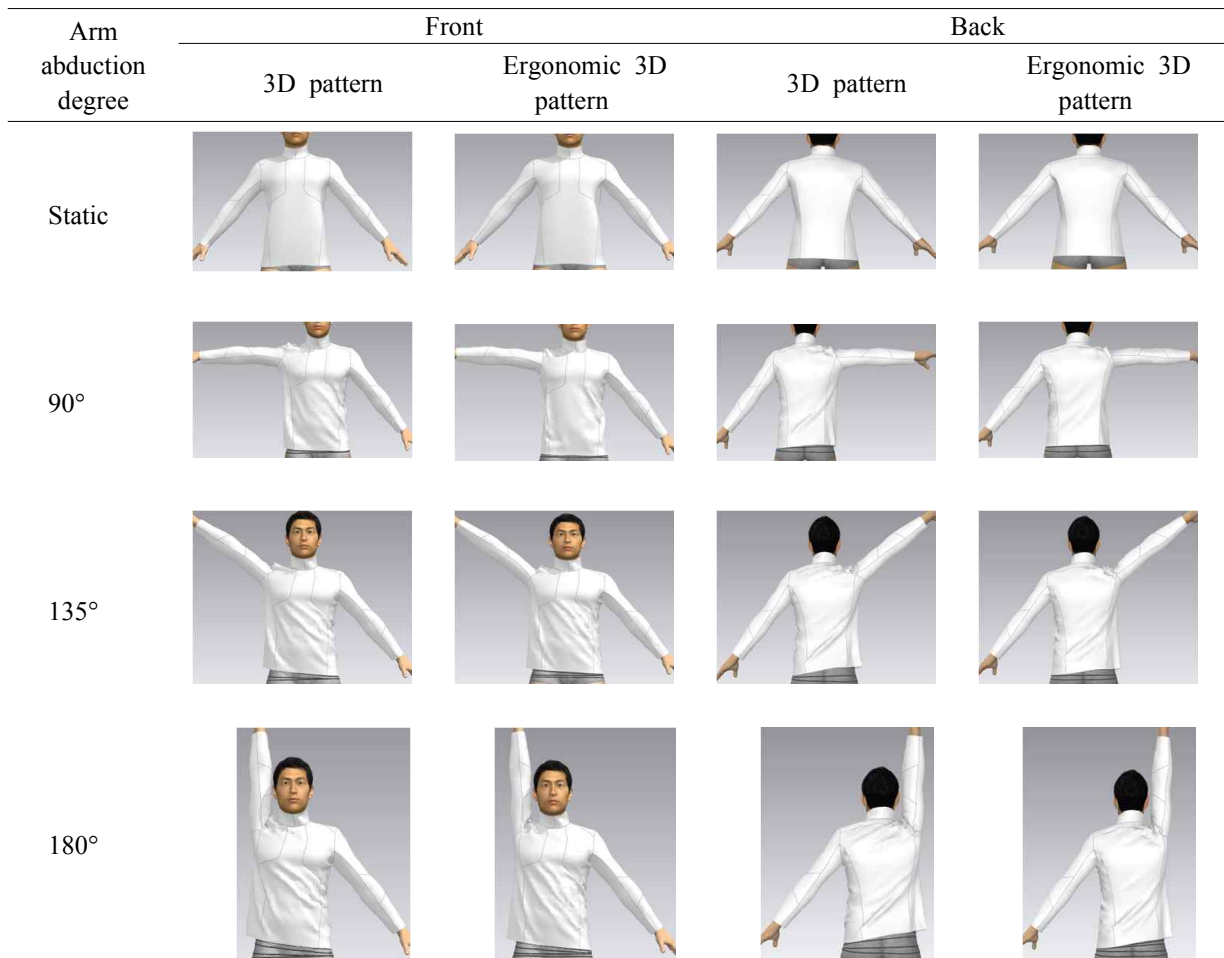 Arm
abduction
degree
Front
Back
3D pattern
Ergonomic 3D
pattern
3D pattern
Ergonomic 3D
pattern
Static
90°
135°
180°